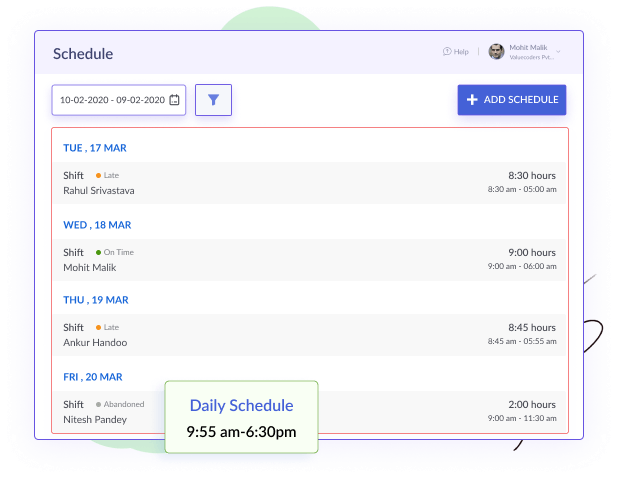 Schedule
Help
Mohit Malik
Valuecoders Pvt...
10-02-2020 - 09-02-2020
ADD SCHEDULE
TUE , 17 MAR
Shift Late 8:30 hours
Rahul Srivastava 8:30 am - 05:00 am
WED , 18 MAR
Shift On Time 9:00 hours
Mohit Malik 9:00 am - 06:00 am
THU , 19 MAR
Shift Late 8:45 hours
Ankur Handoo 8:45 am - 05:55 am
FRI , 20 MAR
Shift Abandoned 2:00 hours
Nitesh Pandey 9:00 am - 11:30 am
Daily Schedule
9:55 am-6:30pm